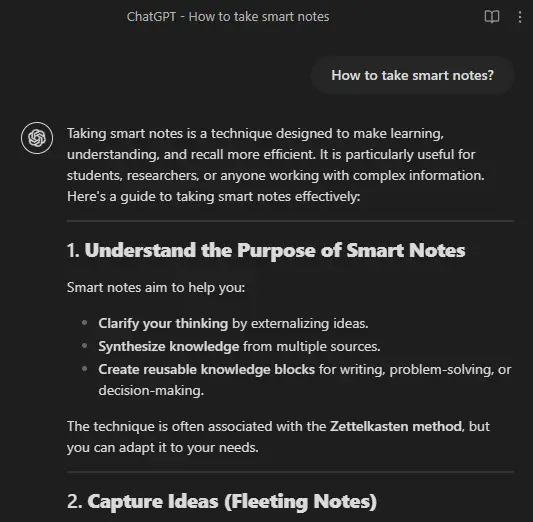 ChatGPT - How to take smart notes
How to take smart notes?
Taking smart notes is a technique designed to make learning,
understanding, and recall more efficient. It is particularly useful for
students, researchers, or anyone working with complex information.
Here's a guide to taking smart notes effectively:
1. Understand the Purpose of Smart Notes
Smart notes aim to help you:
• Clarify your thinking by externalizing ideas.
• Synthesize knowledge from multiple sources.
• Create reusable knowledge blocks for writing, problem-solving, or
decision-making.
The technique is often associated with the Zettelkasten method, but
you can adapt it to your needs.
2. Capture Ideas (Fleeting Notes)